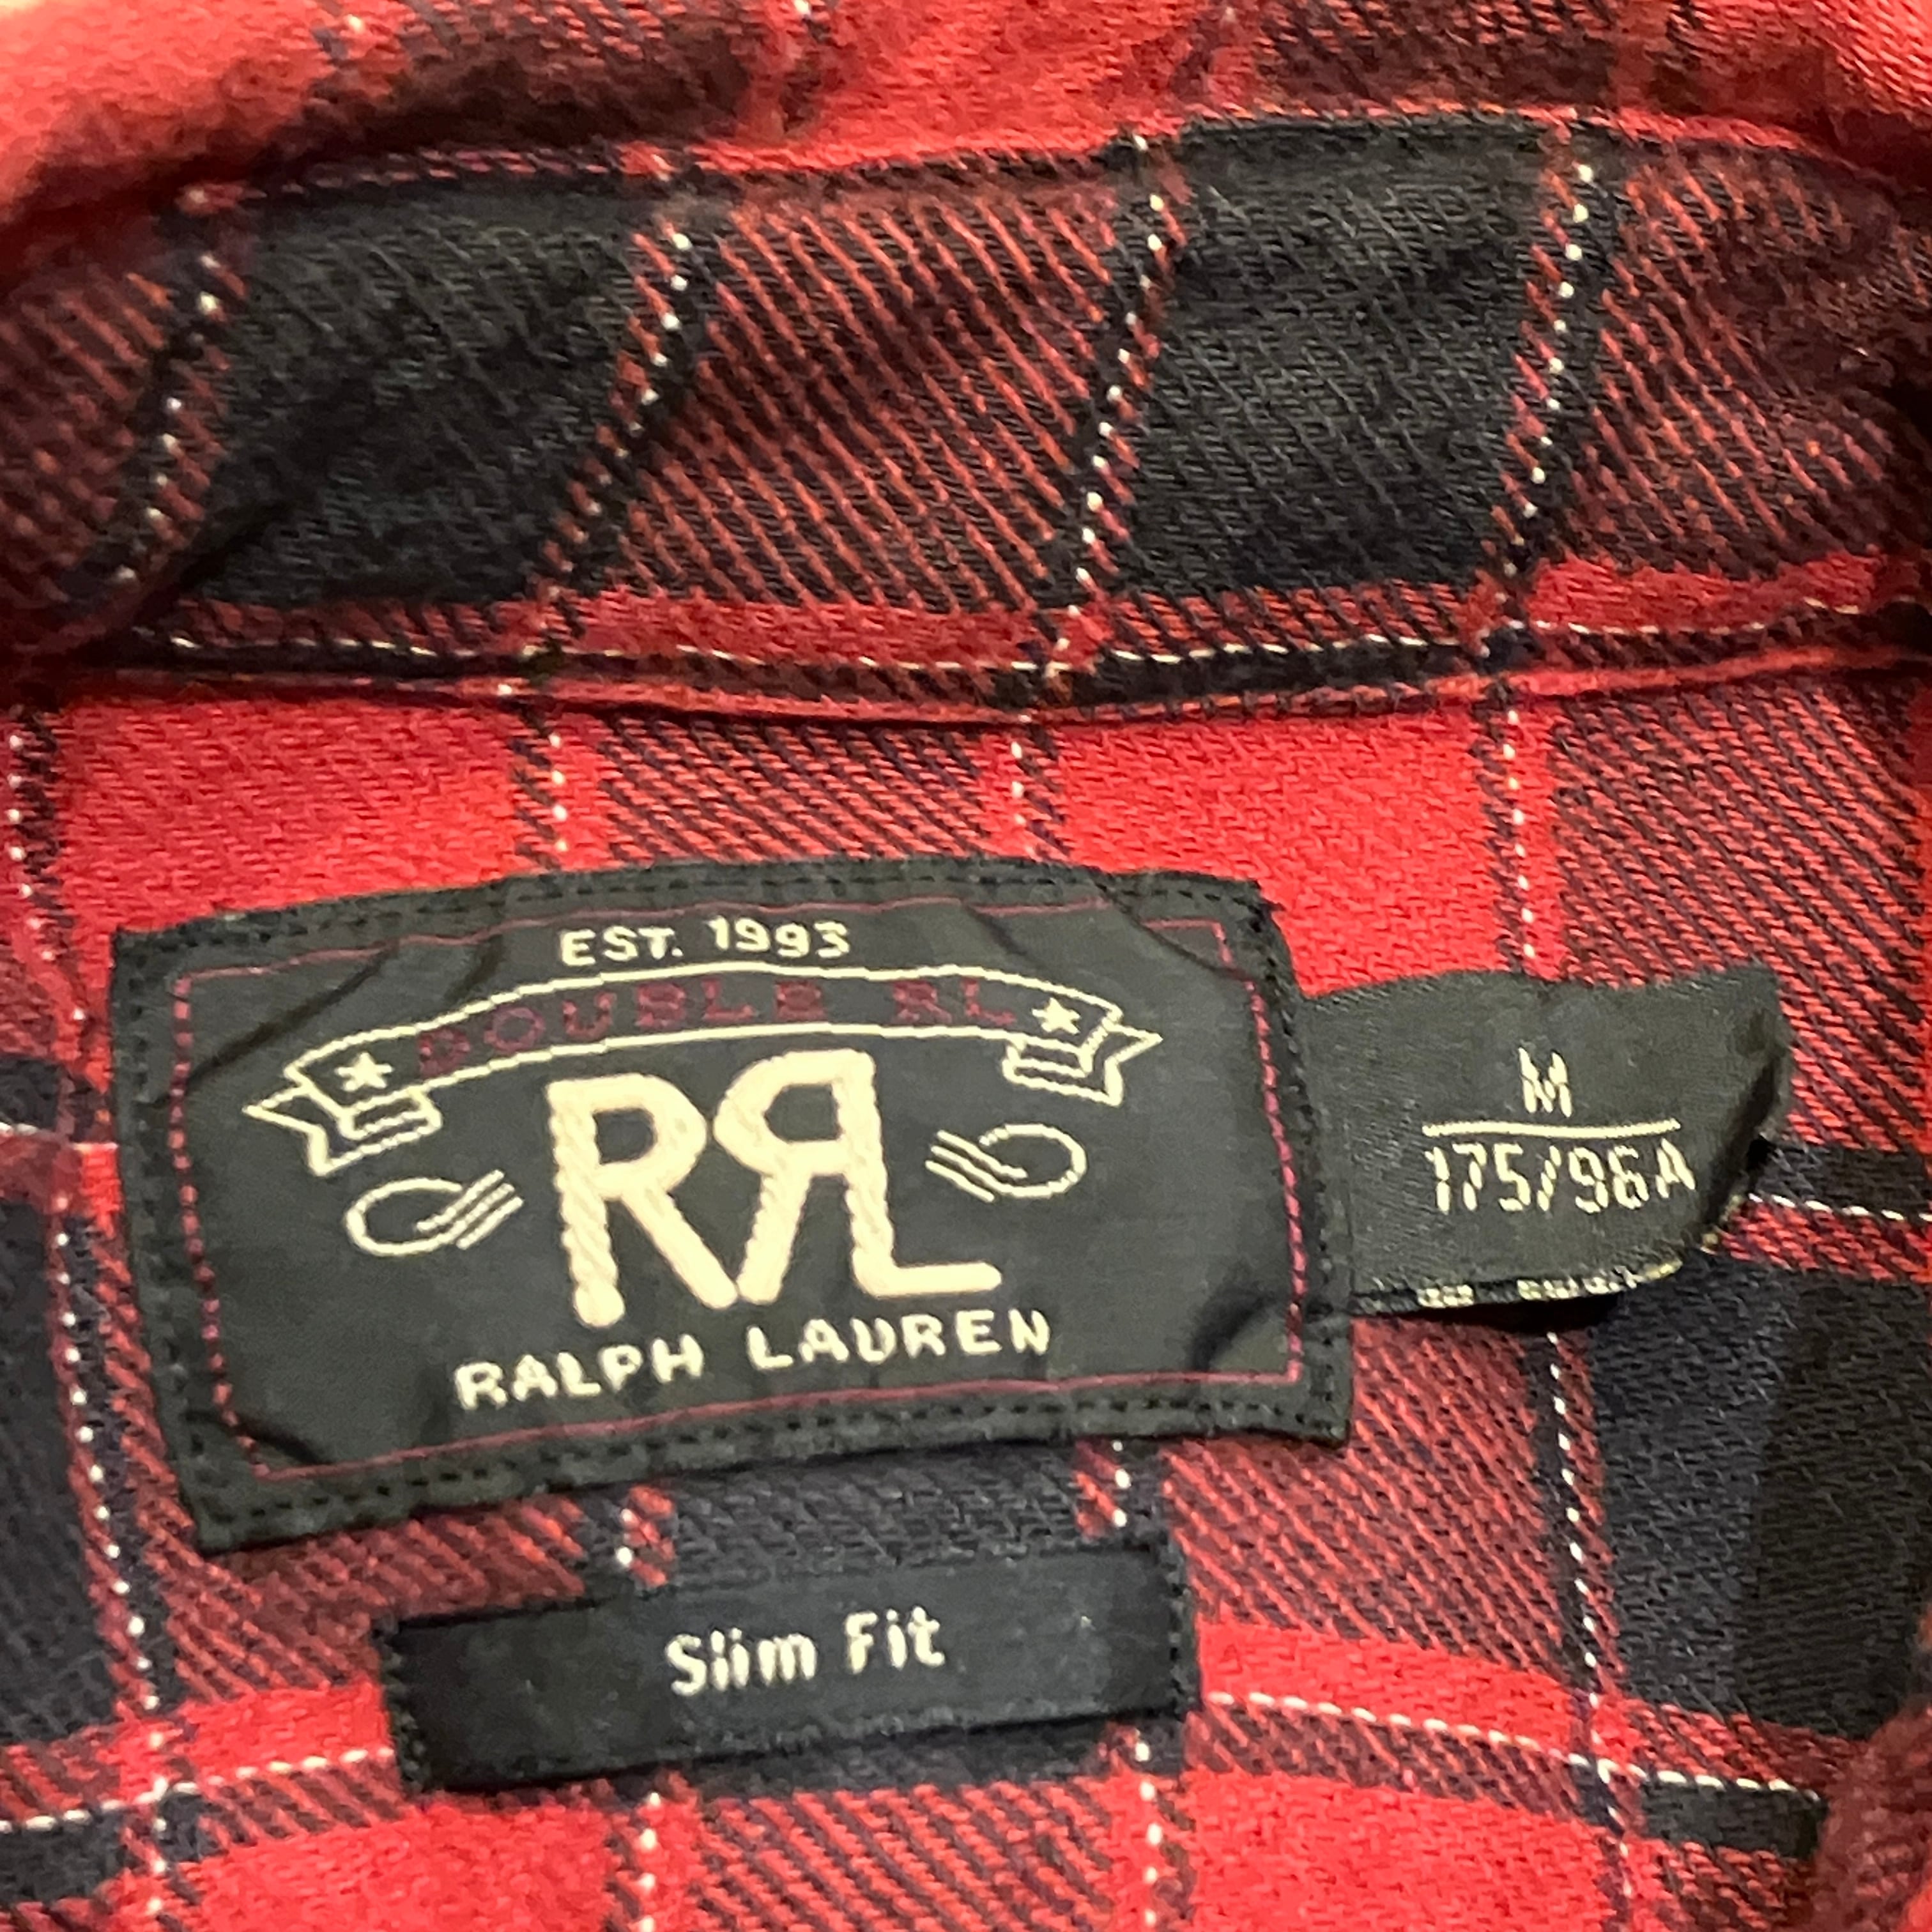 EST. 1993
DOUBLE RL
RRL
RALPH LAUREN
M
175/96A
Slim Fit